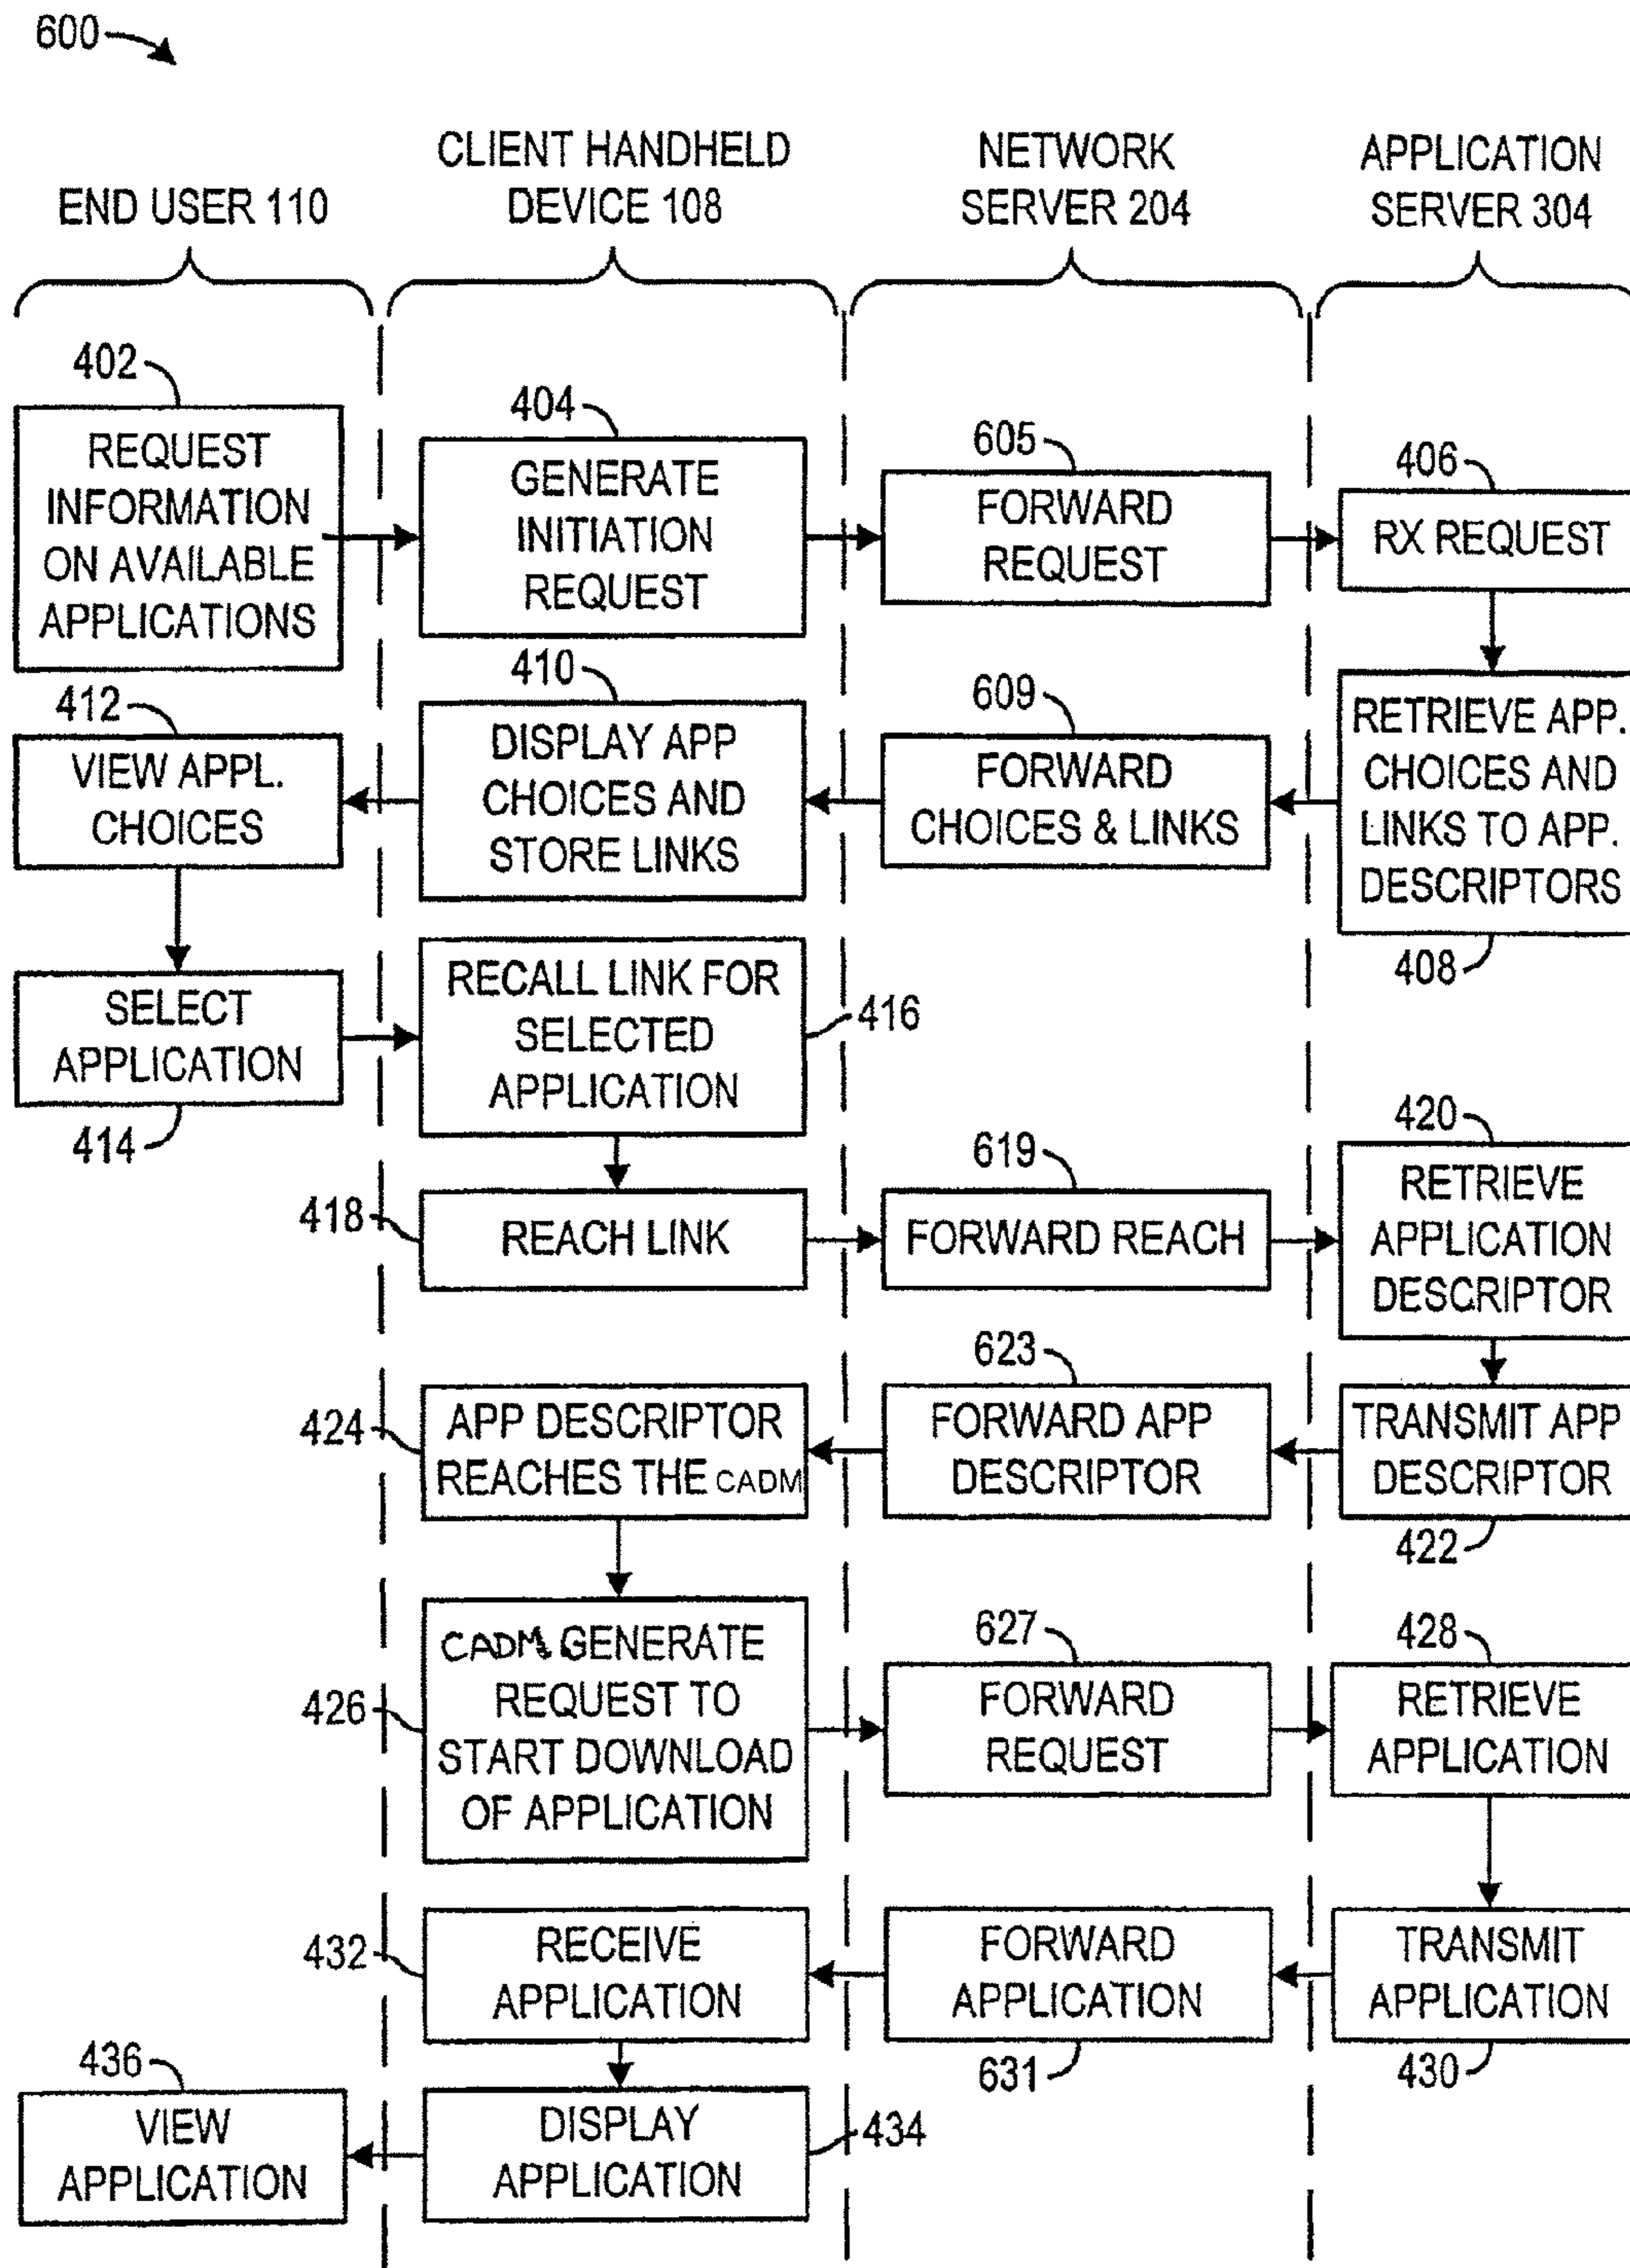 600
END USER 110
CLIENT HANDHELD
DEVICE 108
NETWORK
SERVER 204
APPLICATION
SERVER 304
402
REQUEST
INFORMATION
ON AVAILABLE
APPLICATIONS
404
GENERATE
INITIATION
REQUEST
605
FORWARD
REQUEST
406
RX REQUEST
412
VIEW APPL.
CHOICES
410
DISPLAY APP
CHOICES AND
STORE LINKS
609
FORWARD
CHOICES & LINKS
RETRIEVE APP.
CHOICES AND
LINKS TO APP.
DESCRIPTORS
408
SELECT
APPLICATION
414
RECALL LINK FOR
SELECTED
APPLICATION
416
418
REACH LINK
619
FORWARD REACH
420
RETRIEVE
APPLICATION
DESCRIPTOR
424
APP DESCRIPTOR
REACHES THE CADM
623
FORWARD APP
DESCRIPTOR
TRANSMIT APP
DESCRIPTOR
422
426
CADM GENERATE
REQUEST TO
START DOWNLOAD
OF APPLICATION
627
FORWARD
REQUEST
428
RETRIEVE
APPLICATION
432
RECEIVE
APPLICATION
FORWARD
APPLICATION
631
TRANSMIT
APPLICATION
430
436
VIEW
APPLICATION
DISPLAY
APPLICATION
434